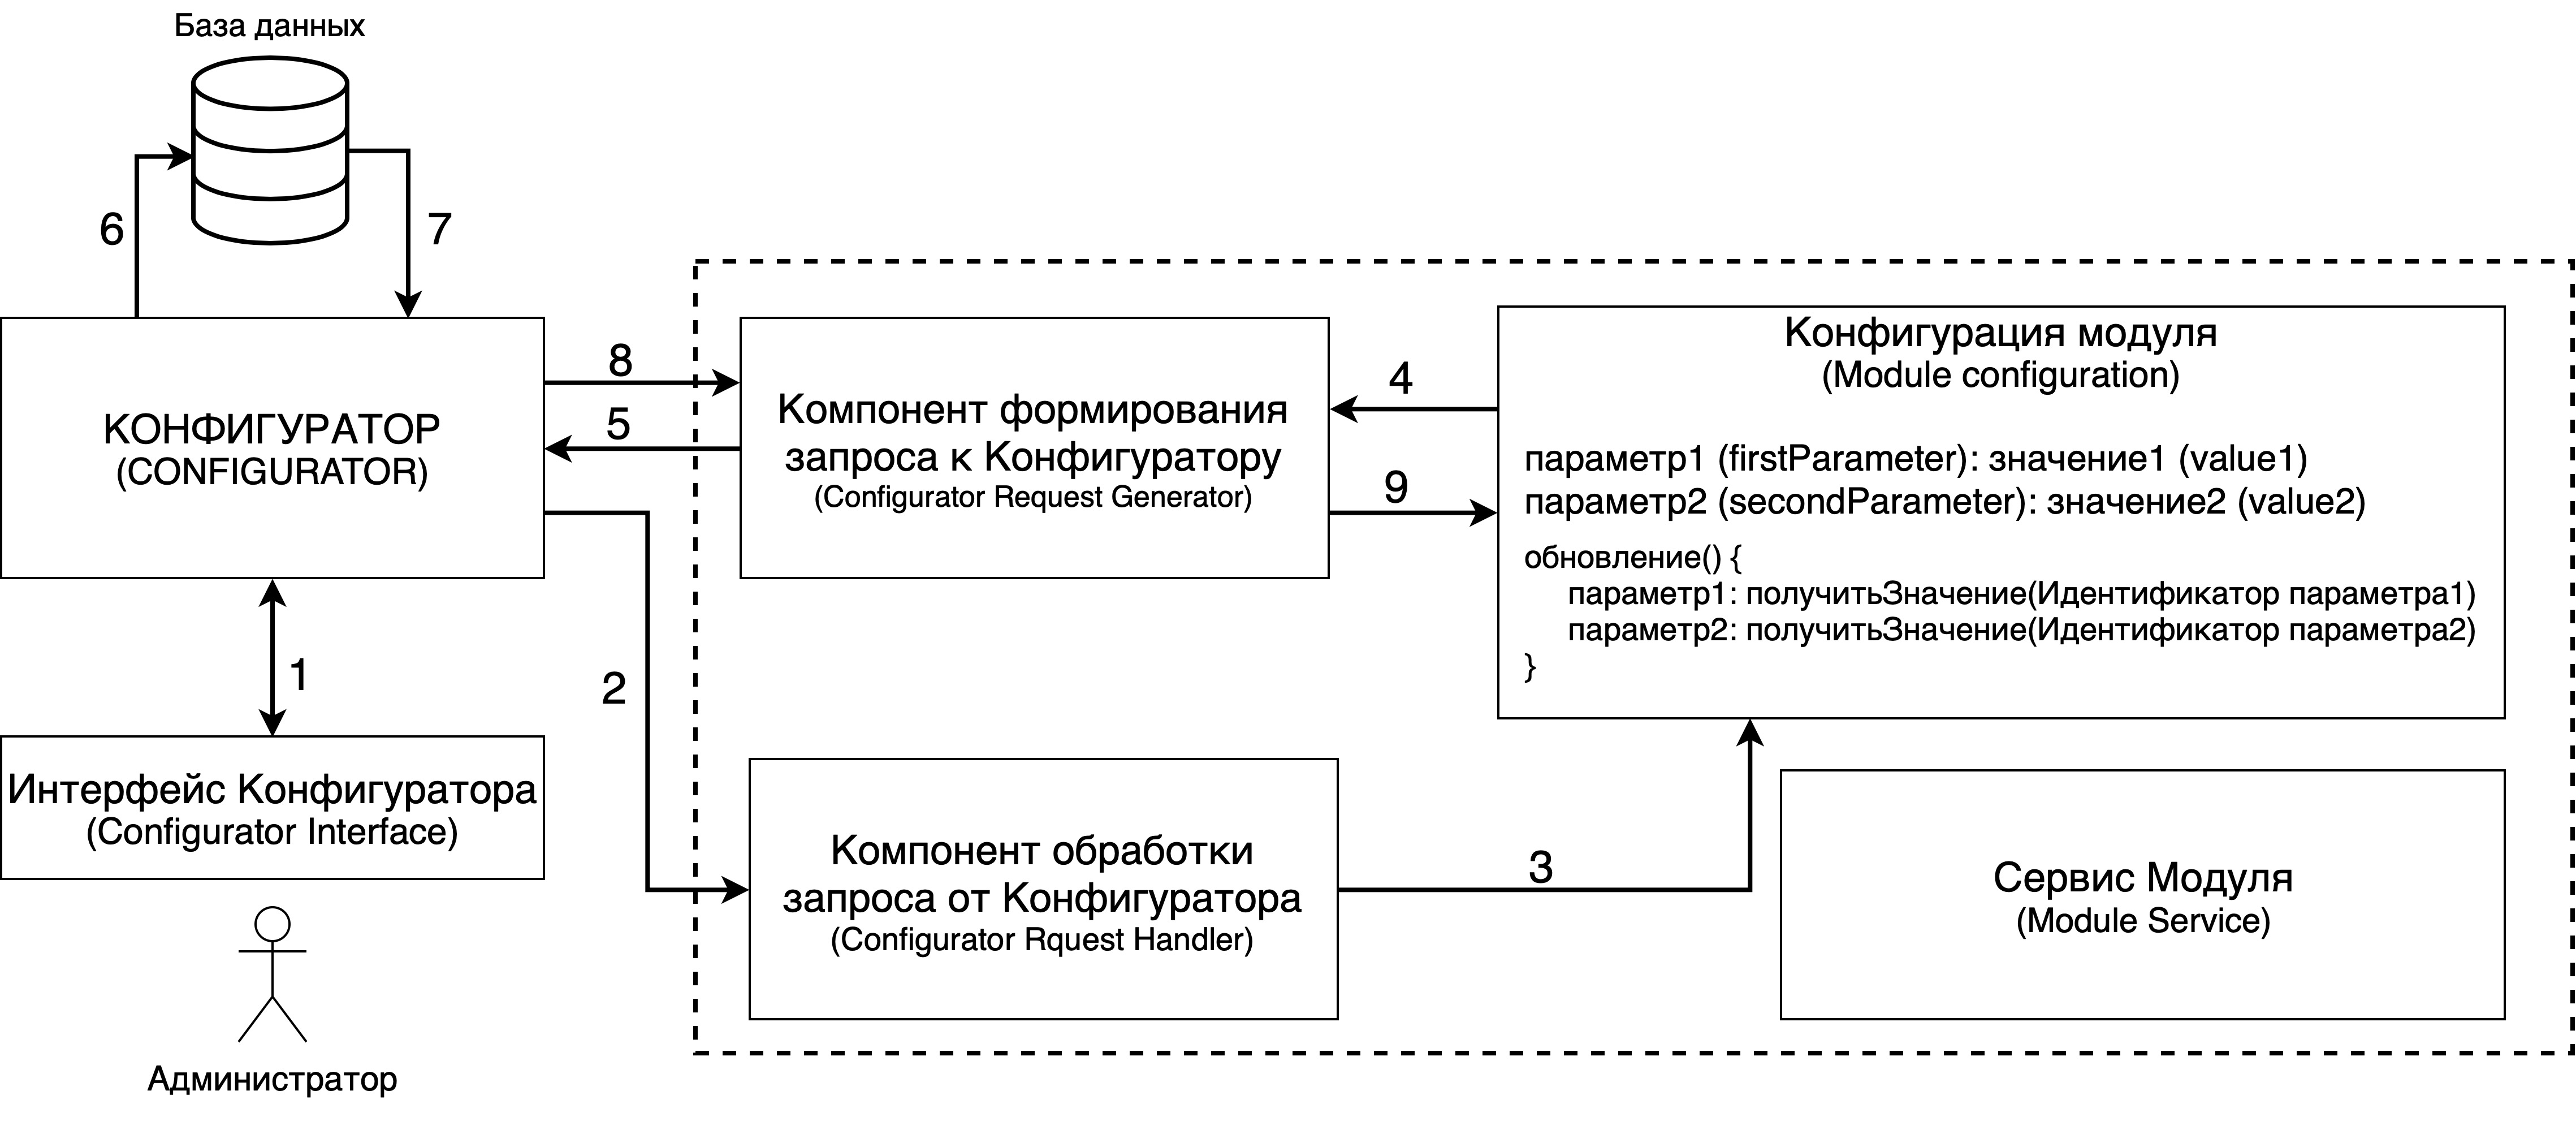 База данных
6
7
КОНФИГУРАТОР
(CONFIGURATOR)
8
5
Компонент формирования
запроса к Конфигуратору
(Configurator Request Generator)
4
9
Конфигурация модуля
(Module configuration)
параметр1 (firstParameter): значение1 (value1)
параметр2 (secondParameter): значение2 (value2)
обновление() {
параметр1: получитьЗначение(Идентификатор параметра1)
параметр2: получитьЗначение(Идентификатор параметра2)
}
1
2
Интерфейс Конфигуратора
(Configurator Interface)
Компонент обработки
запроса от Конфигуратора
(Configurator Rquest Handler)
3
Сервис Модуля
(Module Service)
Администратор